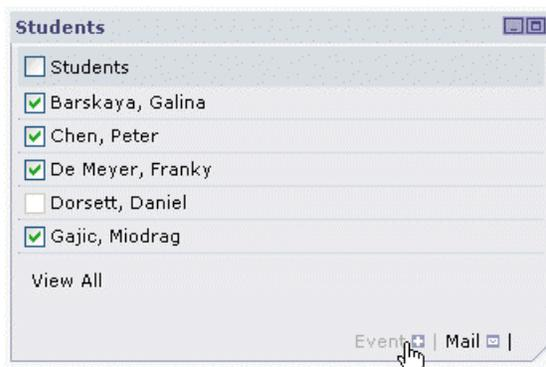 Students
Students
Barskaya, Galina
Chen, Peter
De Meyer, Franky
Dorsett, Daniel
Gajic, Miodrag
View All
Event | Mail |